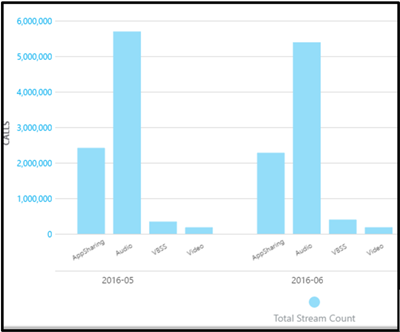 6,000,000
5,000,000
4,000,000
3,000,000
2,000,000
1,000,000
0
CALLS
AppSharing Audio VBSS Video AppSharing Audio VBSS Video
2016-05 2016-06
Total Stream Count